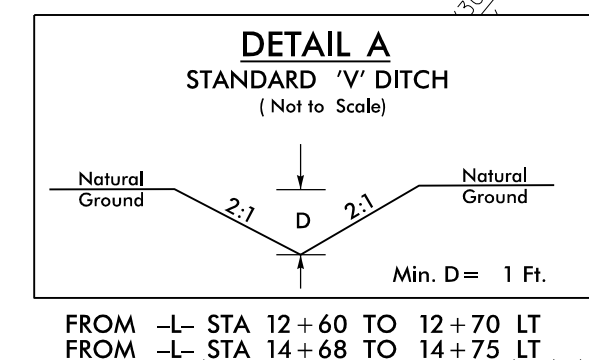 30
DETAIL A
STANDARD 'V' DITCH
( Not to Scale)
Natural
Ground
2:1
D
2:1
Natural
Ground
Min. D = 1 Ft.
FROM -L- STA 12+60 TO 12+70 LT
FROM -L- STA 14+68 TO 14+75 LT